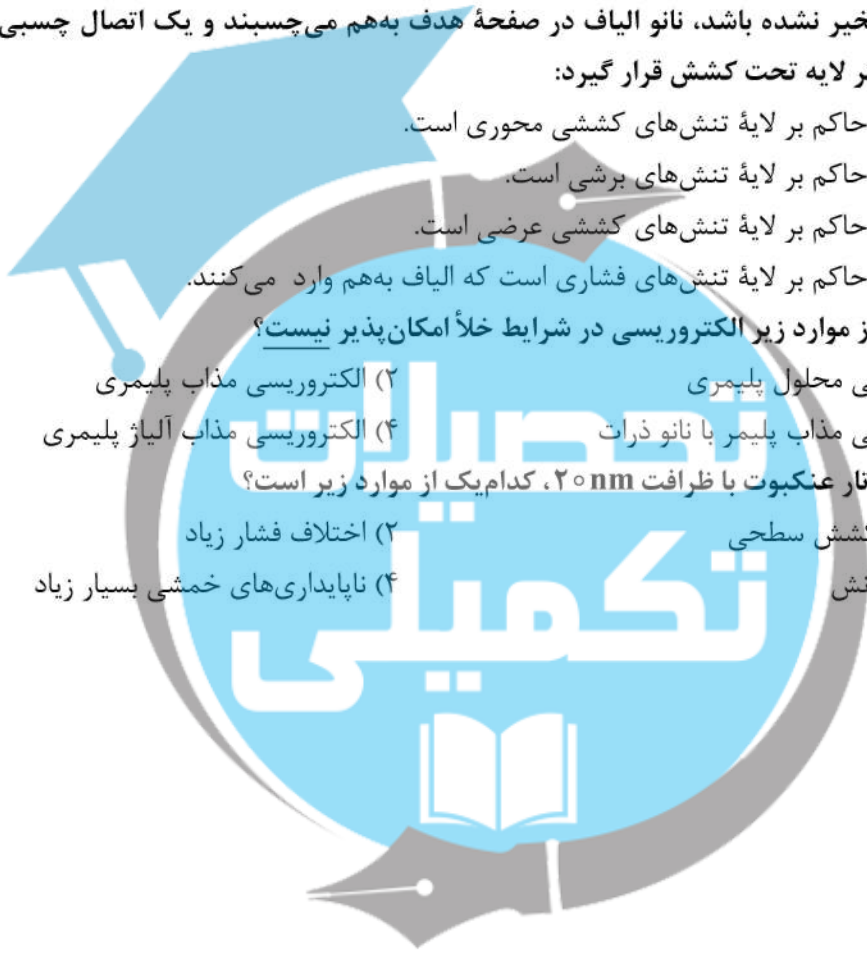 خیر نشده باشد، نانو الیاف در صفحهٔ هدف به‌هم می‌چسبند و یک اتصال چسبی
ر لایه تحت کشش قرار گیرد:
حاکم بر لایهٔ تنش‌های کششی محوری است.
حاکم بر لایهٔ تنش‌های برشی است.
حاکم بر لایهٔ تنش‌های کششی عرضی است.
حاکم بر لایهٔ تنش‌های فشاری است که الیاف به‌هم وارد می‌کنند.
ز موارد زیر الکتروریسی در شرایط خلأ امکان‌پذیر نیست؟
ی محلول پلیمری ۲) الکتروریسی مذاب پلیمری
ی مذاب پلیمر با نانو ذرات ۴) الکتروریسی مذاب آلیاژ پلیمری
تار عنکبوت با ظرافت ۲۰nm، کدام‌یک از موارد زیر است؟
کشش سطحی ۲) اختلاف فشار زیاد
نش ۴) ناپایداری‌های خمشی بسیار زیاد
تحصیلات
تکمیلی